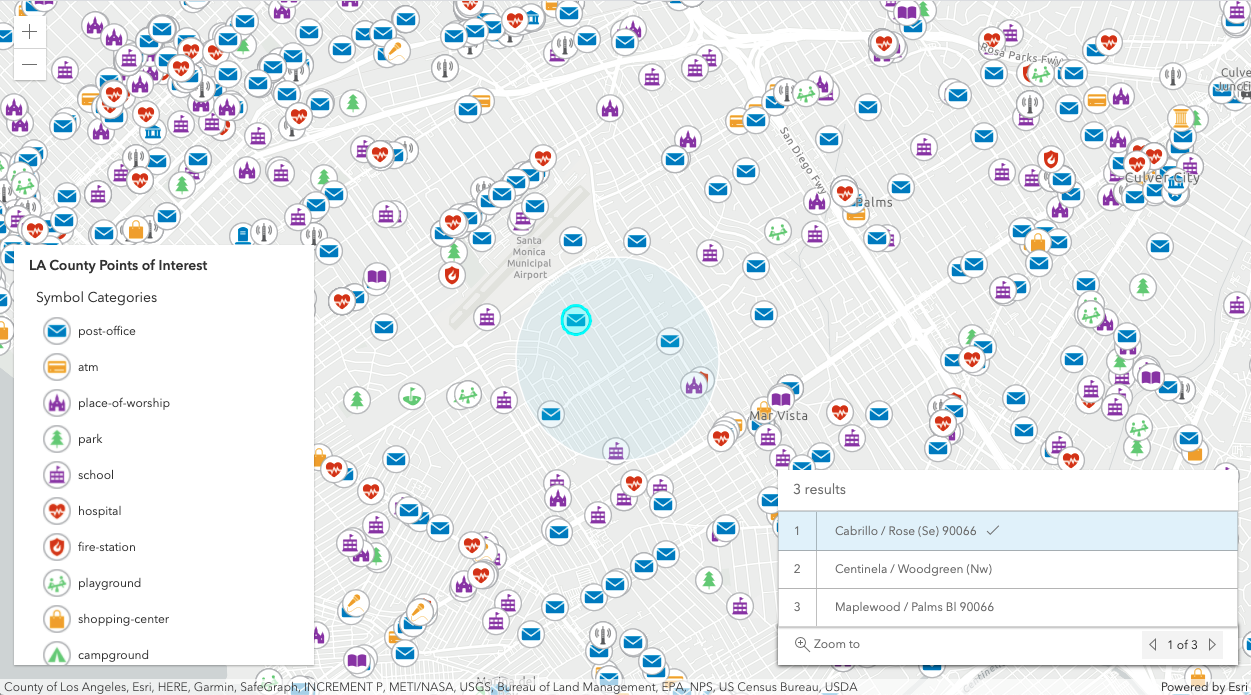 Rosa Parks Fwy
Culver
Junction
San Diego Fwy
Culver City
Palms
Santa
Monica
Municipal
Airport
Mar Vista
LA County Points of Interest
Symbol Categories
post-office
atm
place-of-worship
park
school
hospital
fire-station
playground
shopping-center
campground
3 results
1 Cabrillo / Rose (Se) 90066
2 Centinela / Woodgreen (Nw)
3 Maplewood / Palms Bl 90066
Zoom to
1 of 3
County of Los Angeles, Esri, HERE, Garmin, SafeGraph, INCREMENT P, METI/NASA, USGS, Bureau of Land Management, EPA, NPS, US Census Bureau, USDA
Powered by Esri